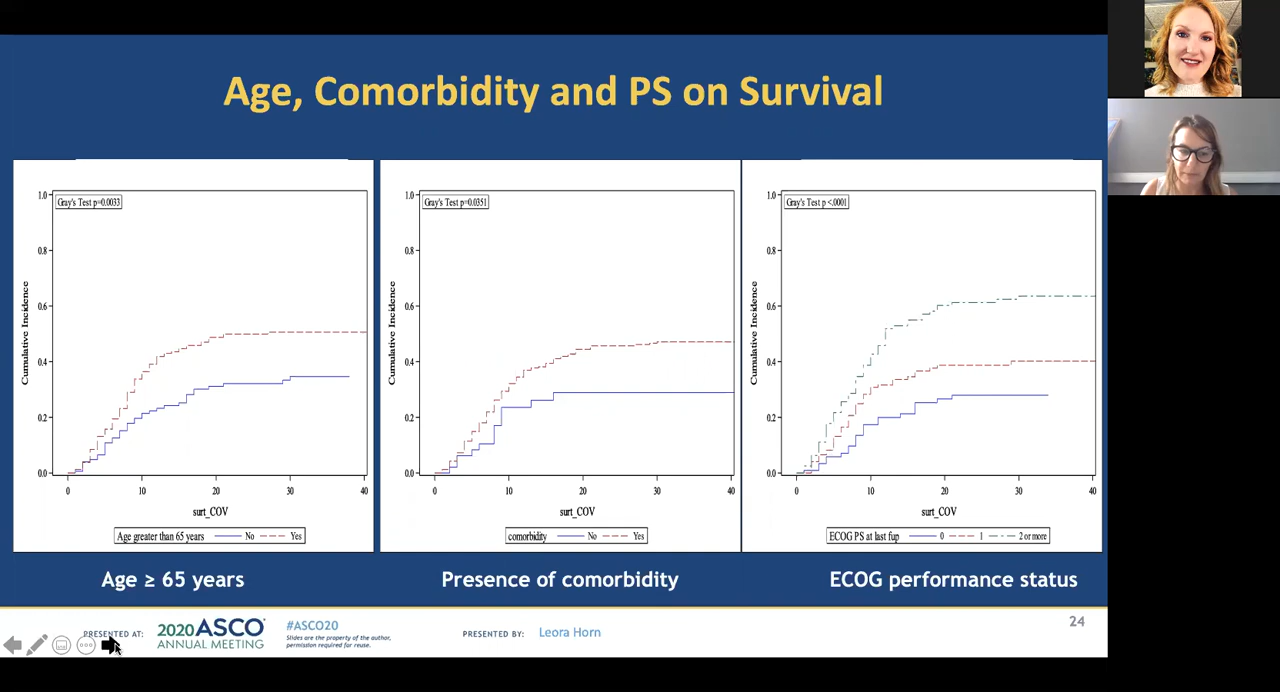 Age, Comorbidity and PS on Survival
Gray's Test p=0.0033
1.0
0.8
0.6
0.4
0.2
0.0
Cumulative Incidence
0 10 20 30 40
surt_COV
Age greater than 65 years No Yes
Age ≥ 65 years
Gray's Test p=0.0351
1.0
0.8
0.6
0.4
0.2
0.0
Cumulative Incidence
0 10 20 30 40
surt_COV
comorbidity No Yes
Presence of comorbidity
Gray's Test p <.0001
1.0
0.8
0.6
0.4
0.2
0.0
Cumulative Incidence
0 10 20 30 40
surt_COV
ECOG PS at last fup 0 1 2 or more
ECOG performance status
PRESENTED AT:
2020 ASCO
ANNUAL MEETING
#ASCO20
Slides are the property of the author,
permission required for reuse.
PRESENTED BY: Leora Horn
24